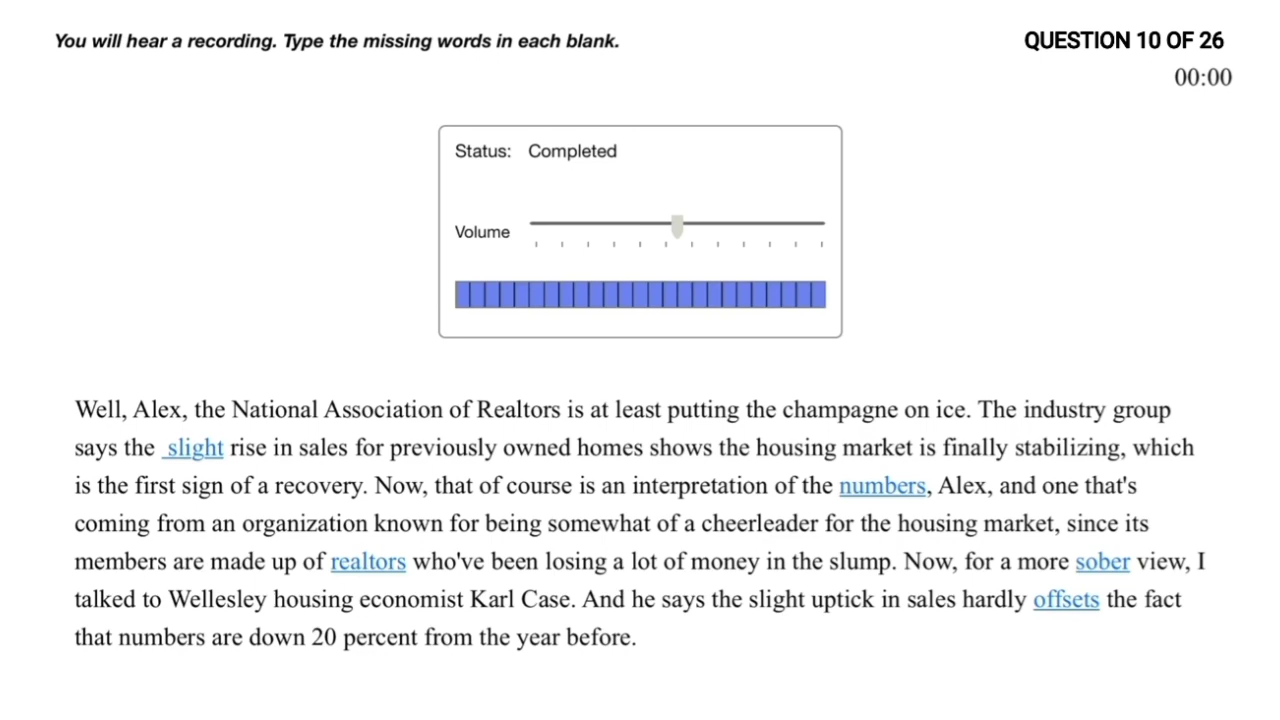 You will hear a recording. Type the missing words in each blank.
QUESTION 10 OF 26
00:00
Status: Completed
Volume
Well, Alex, the National Association of Realtors is at least putting the champagne on ice. The industry group
says the slight rise in sales for previously owned homes shows the housing market is finally stabilizing, which
is the first sign of a recovery. Now, that of course is an interpretation of the numbers, Alex, and one that's
coming from an organization known for being somewhat of a cheerleader for the housing market, since its
members are made up of realtors who've been losing a lot of money in the slump. Now, for a more sober view, I
talked to Wellesley housing economist Karl Case. And he says the slight uptick in sales hardly offsets the fact
that numbers are down 20 percent from the year before.